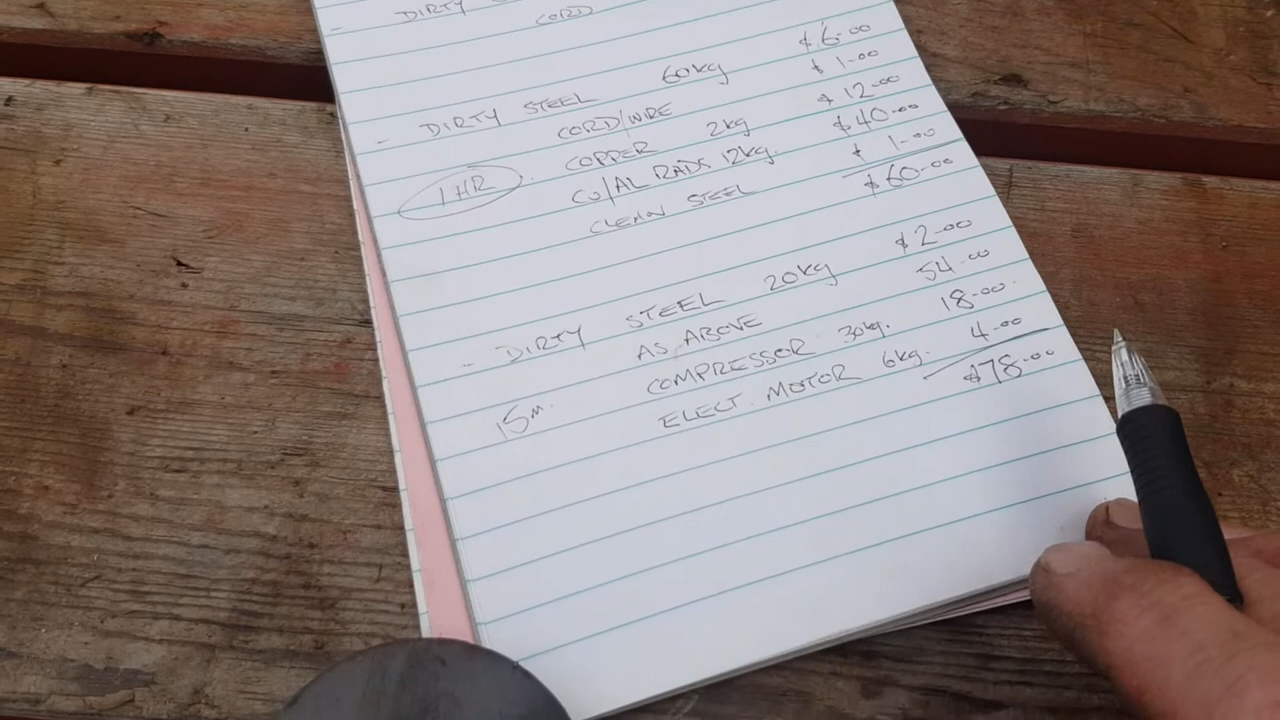 - DIRTY
CORD
- DIRTY STEEL 60kg $6-00
CORD/WIRE $1-00
1HR COPPER 2kg $12-00
CU/AL RADS 12kg. $40-00
CLEAN STEEL $1-00
$60-00
- DIRTY STEEL 20kg $2-00
AS ABOVE 54-00
15M. COMPRESSOR 30kg. 18-00.
ELECT. MOTOR 6kg. 4-00
$78-00